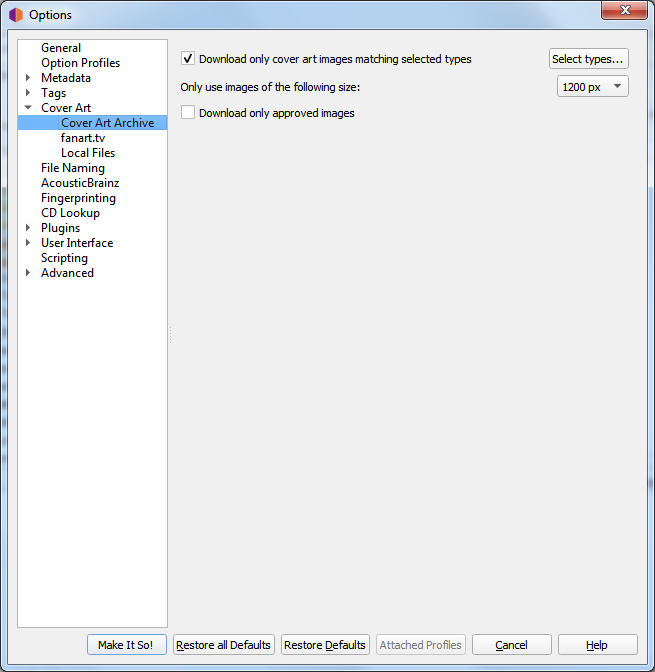 Options
General
Option Profiles
Metadata
Tags
Cover Art
Cover Art Archive
fanart.tv
Local Files
File Naming
AcousticBrainz
Fingerprinting
CD Lookup
Plugins
User Interface
Scripting
Advanced
Download only cover art images matching selected types
Select types...
Only use images of the following size:
1200 px
Download only approved images
Make It So!
Restore all Defaults
Restore Defaults
Attached Profiles
Cancel
Help